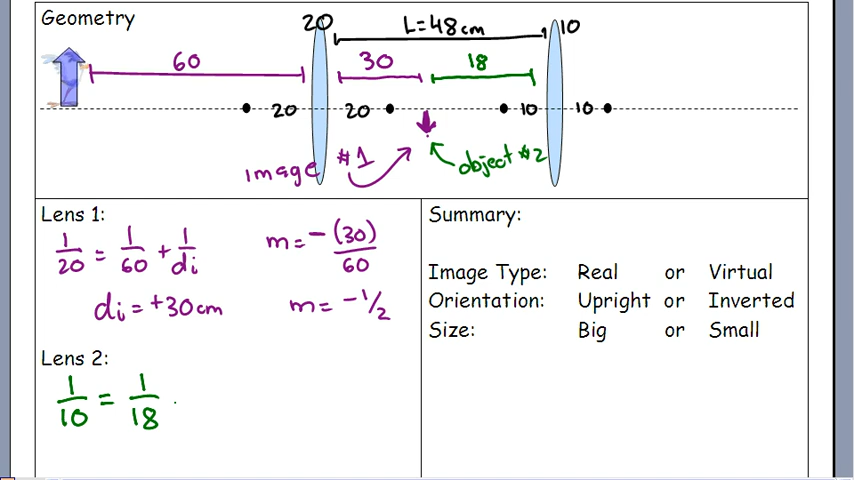 Geometry
20
L=48cm
10
60
30
18
20
20
10
10
image #1
object #2
Lens 1:
1/20 = 1/60 + 1/di
m = -(30)/60
di = +30cm
m = -1/2
Lens 2:
1/10 = 1/18
Summary:
Image Type: Real or Virtual
Orientation: Upright or Inverted
Size: Big or Small